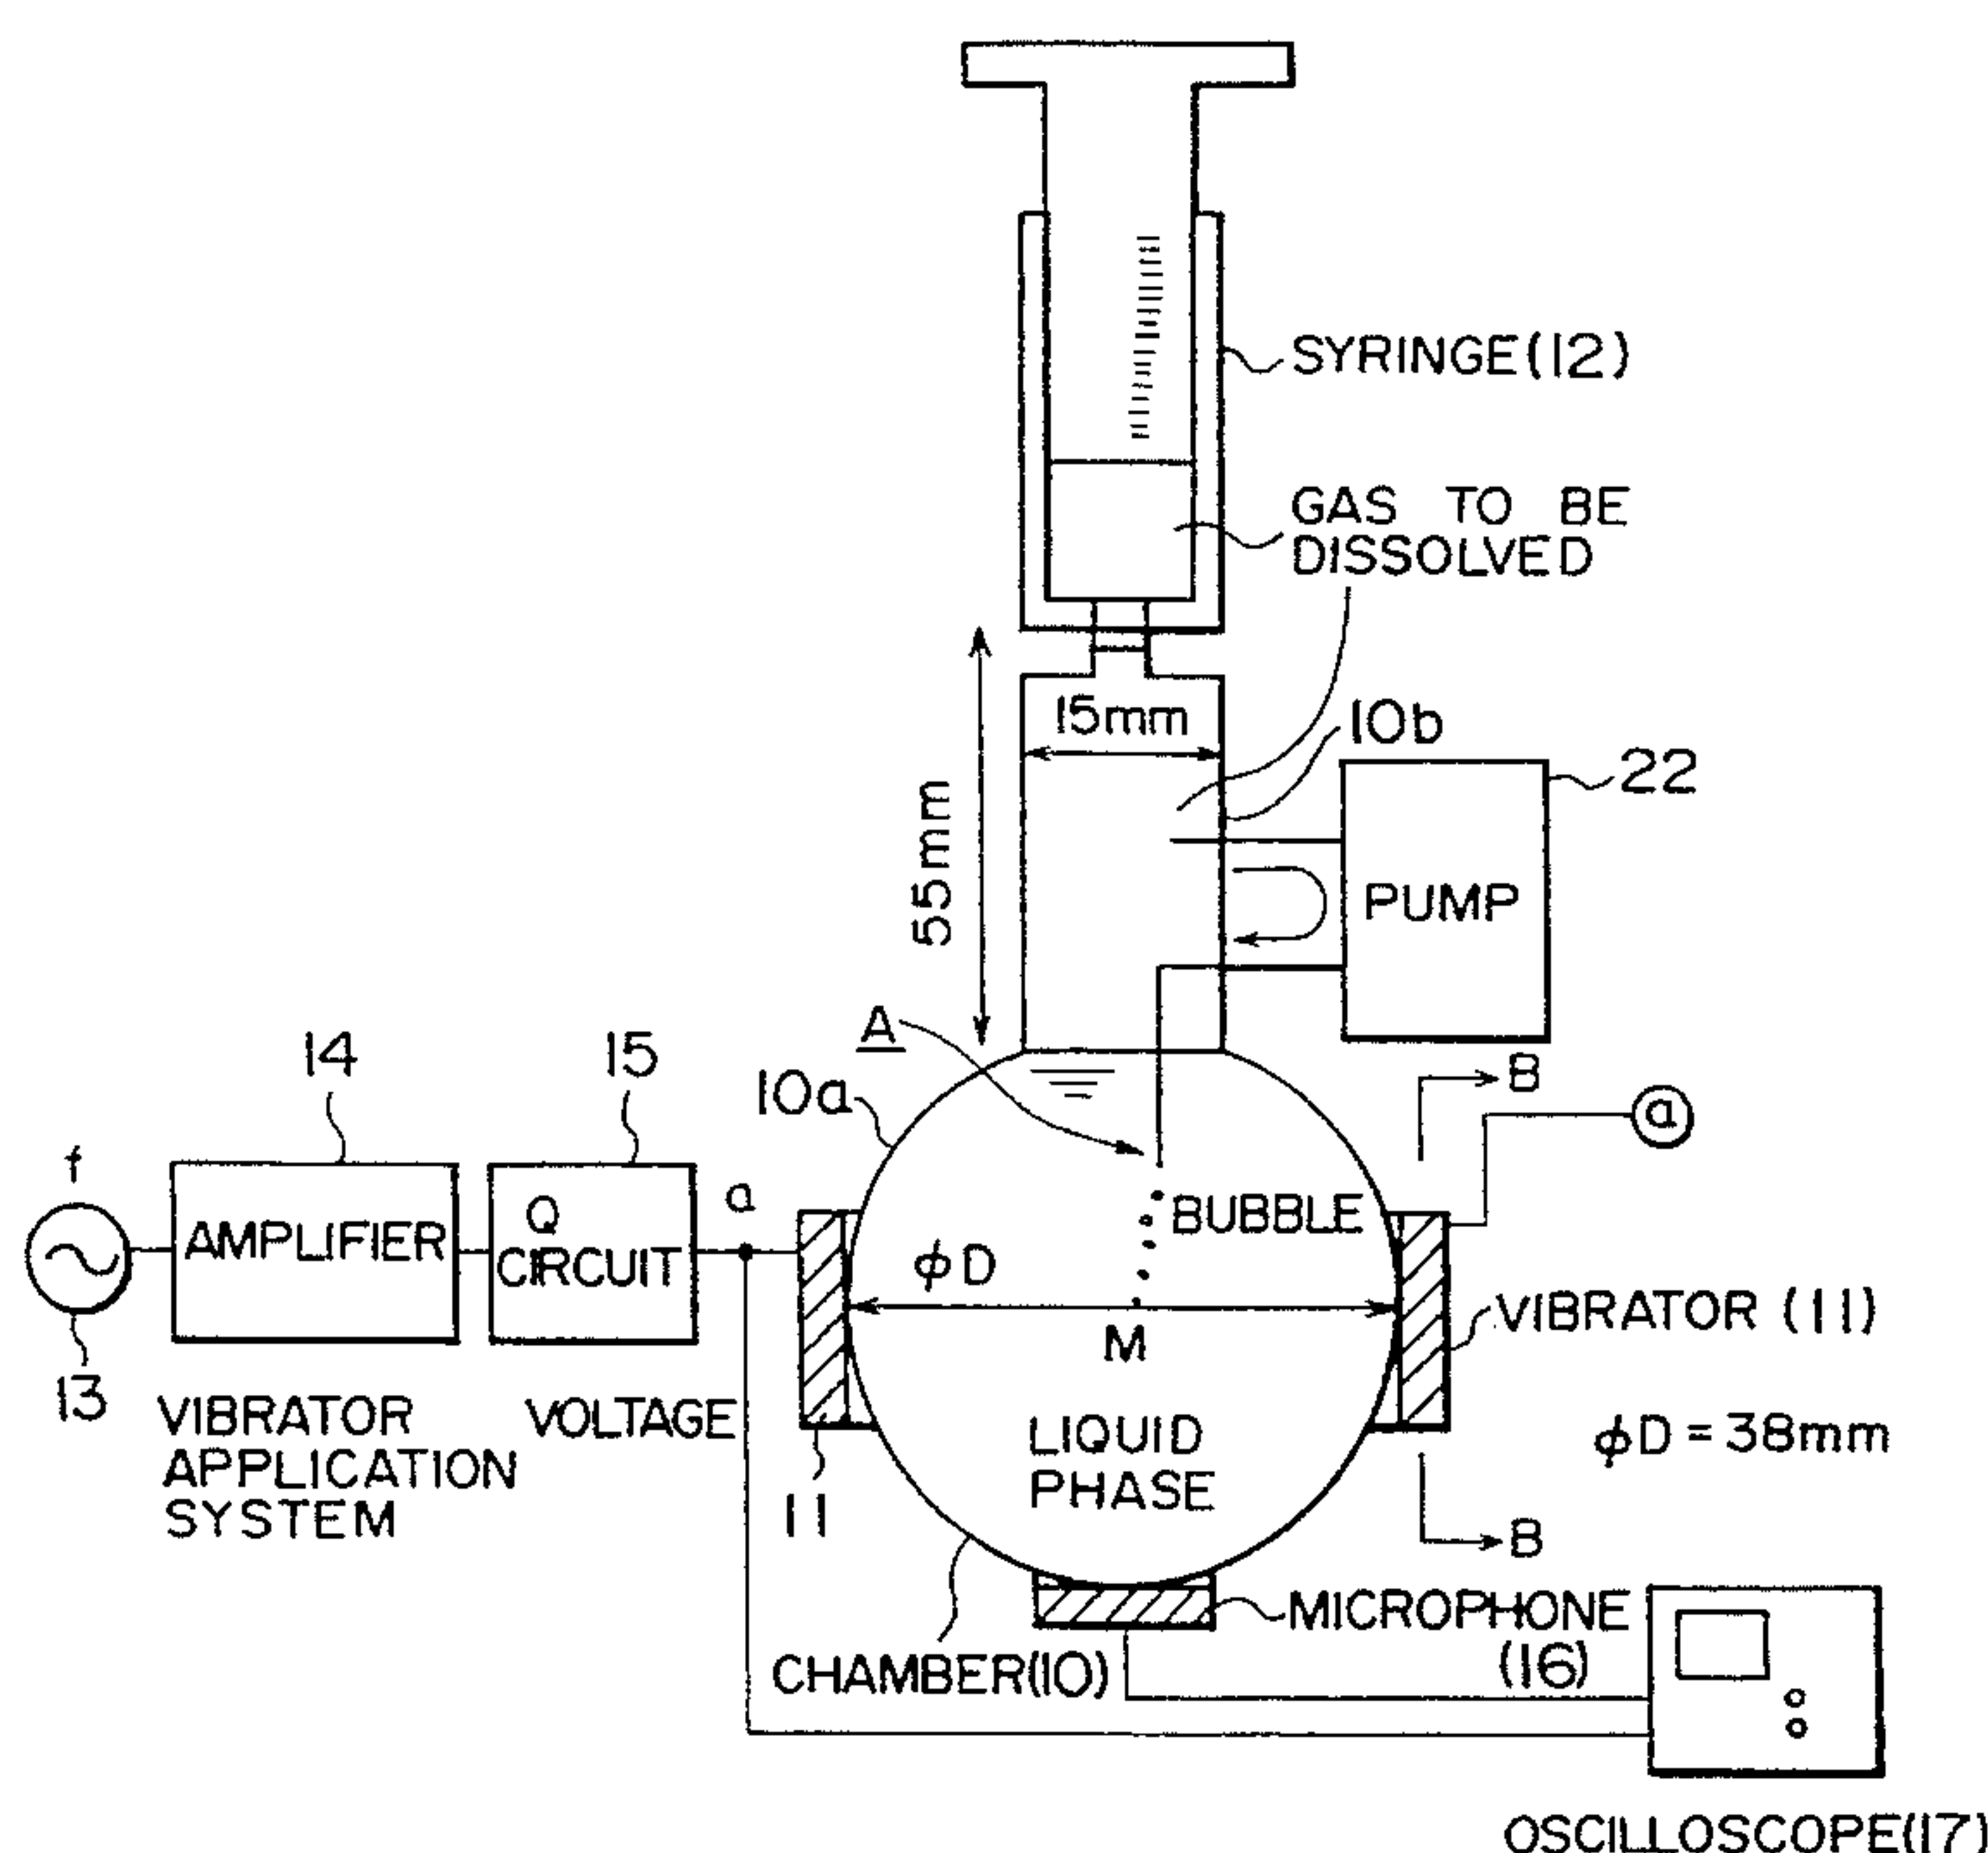 SYRINGE(12)
GAS TO BE
DISSOLVED
15mm
10b
22
55mm
PUMP
A
14
15
10a
B
a
f
a
AMPLIFIER
Q
CIRCUIT
BUBBLE
φD
VIBRATOR (11)
M
13
VIBRATOR
APPLICATION
SYSTEM
VOLTAGE
LIQUID
PHASE
φD = 38mm
11
B
MICROPHONE
(16)
CHAMBER(10)
OSCILLOSCOPE(17)